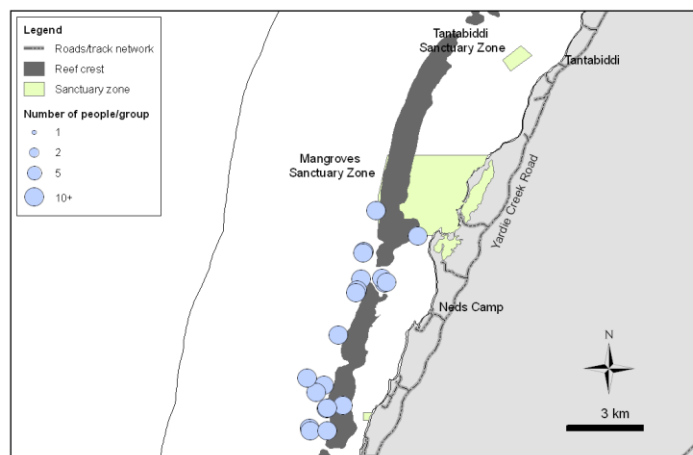 Legend
Roads/track network
Reef crest
Sanctuary zone
Number of people/group
1
2
5
10+
Tantabiddi
Sanctuary Zone
Tantabiddi
Mangroves
Sanctuary Zone
Yardie Creek Road
Neds Camp
N
3 km